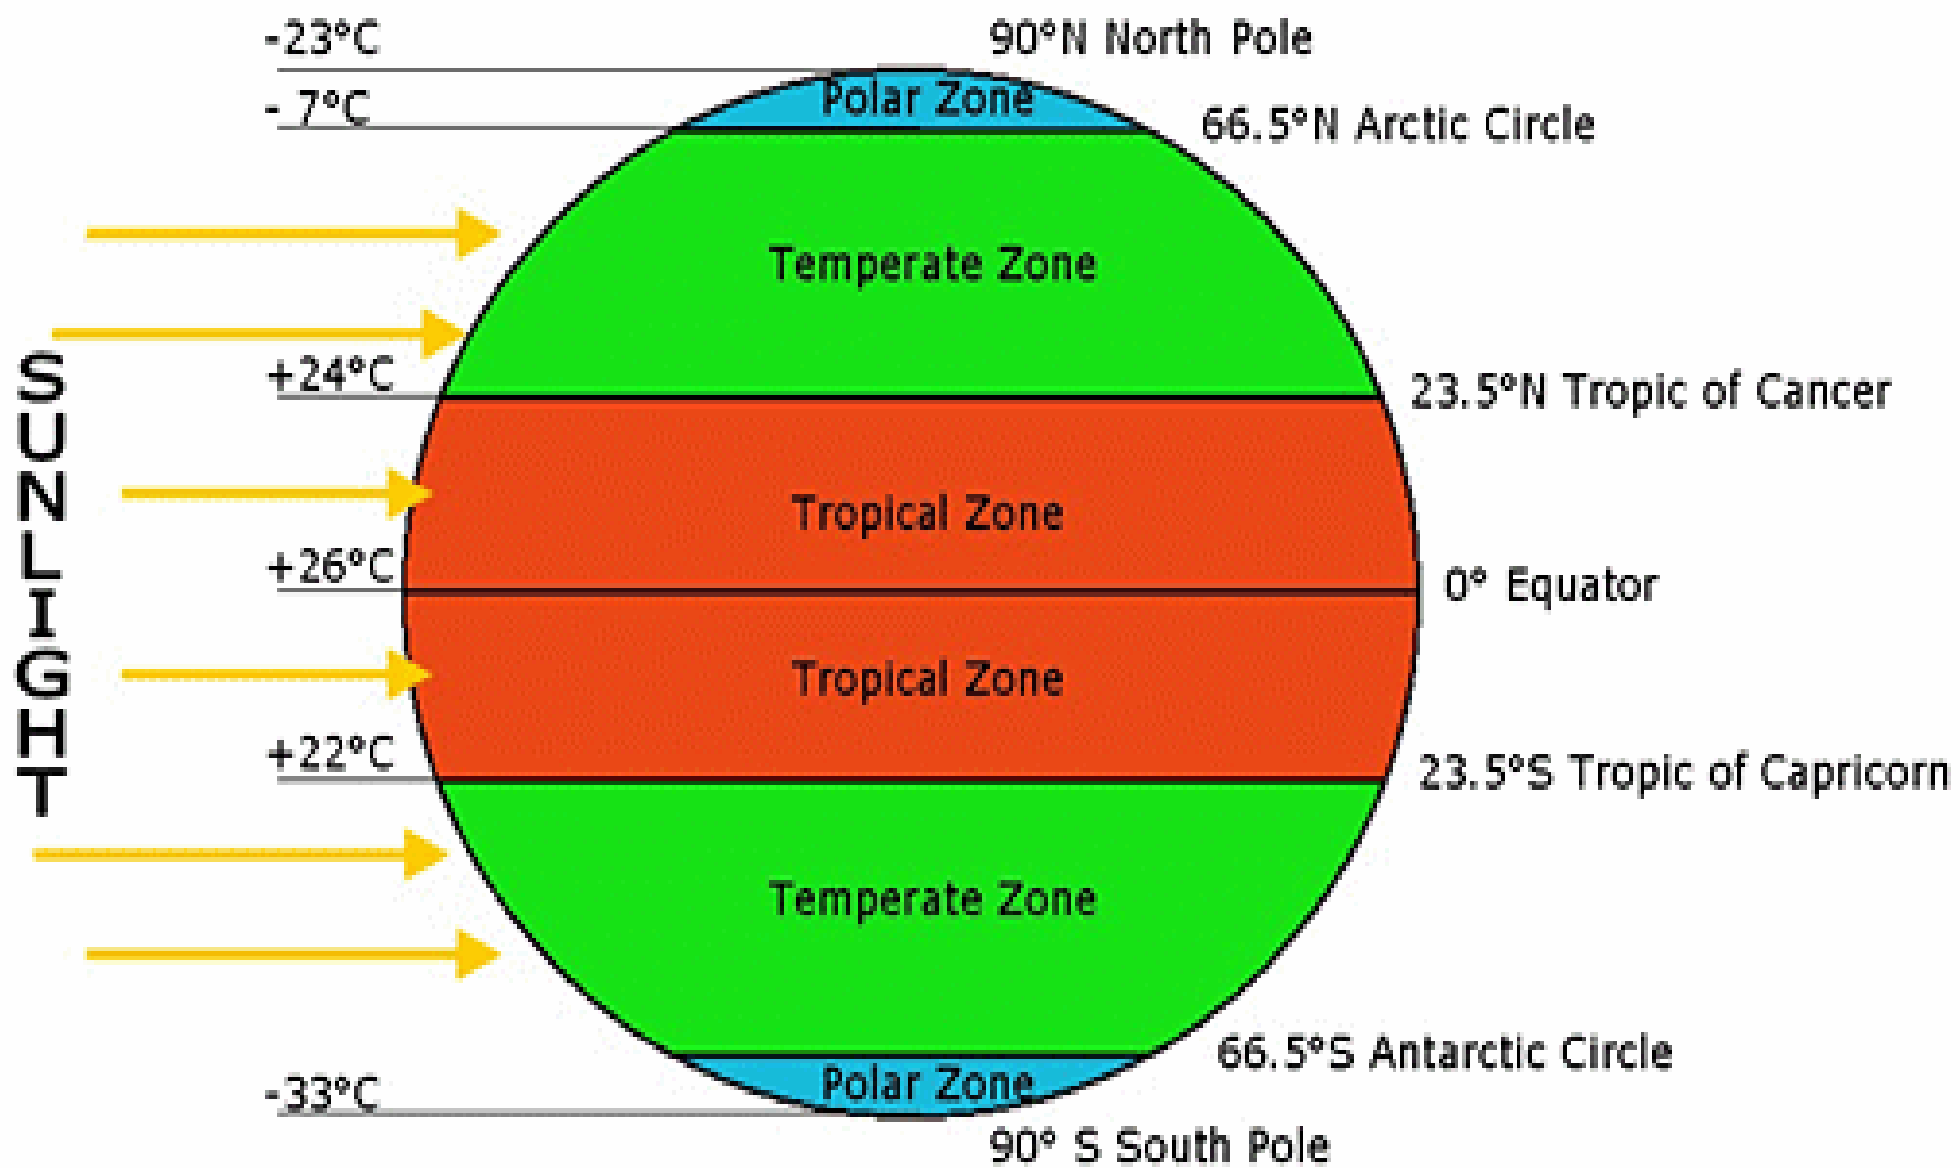 -23°C
90°N North Pole
Polar Zone
- 7°C
66.5°N Arctic Circle
Temperate Zone
+24°C
23.5°N Tropic of Cancer
SUNLIGHT
Tropical Zone
+26°C
0° Equator
Tropical Zone
+22°C
23.5°S Tropic of Capricorn
Temperate Zone
66.5°S Antarctic Circle
Polar Zone
-33°C
90° S South Pole